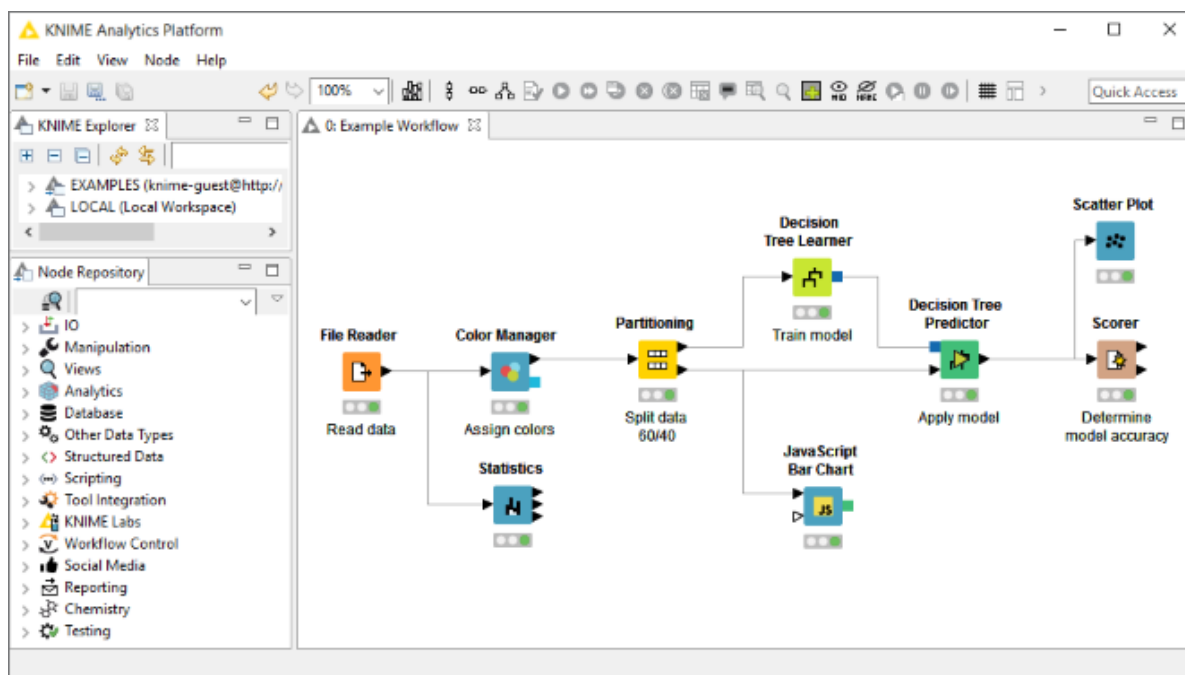 KNIME Analytics Platform
File Edit View Node Help
100%
Quick Access
KNIME Explorer
EXAMPLES (knime-guest@http:/
LOCAL (Local Workspace)
Node Repository
IO
Manipulation
Views
Analytics
Database
Other Data Types
Structured Data
Scripting
Tool Integration
KNIME Labs
Workflow Control
Social Media
Reporting
Chemistry
Testing
0: Example Workflow
File Reader
Read data
Color Manager
Assign colors
Statistics
Partitioning
Split data
60/40
Decision
Tree Learner
Train model
JavaScript
Bar Chart
JS
Decision Tree
Predictor
Apply model
Scatter Plot
Scorer
Determine
model accuracy